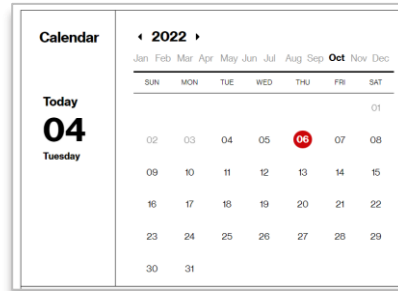 Calendar
Today
04
Tuesday
2022
Jan Feb Mar Apr May Jun Jul Aug Sep Oct Nov Dec
SUN MON TUE WED THU FRI SAT
01
02 03 04 05 06 07 08
09 10 11 12 13 14 15
16 17 18 19 20 21 22
23 24 25 26 27 28 29
30 31